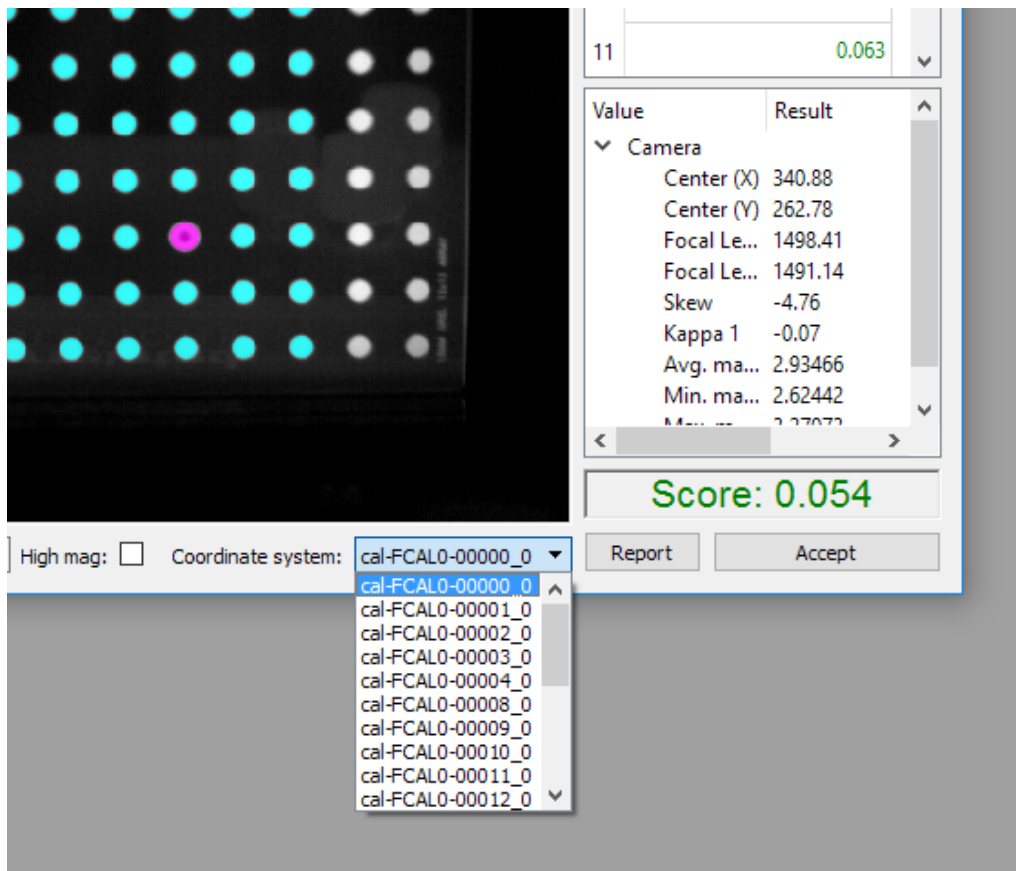 11 0.063
Value Result
Camera
Center (X) 340.88
Center (Y) 262.78
Focal Le... 1498.41
Focal Le... 1491.14
Skew -4.76
Kappa 1 -0.07
Avg. ma... 2.93466
Min. ma... 2.62442
Score: 0.054
High mag: Coordinate system: cal-FCAL0-00000_0 Report Accept
cal-FCAL0-00000_0
cal-FCAL0-00001_0
cal-FCAL0-00002_0
cal-FCAL0-00003_0
cal-FCAL0-00004_0
cal-FCAL0-00008_0
cal-FCAL0-00009_0
cal-FCAL0-00010_0
cal-FCAL0-00011_0
cal-FCAL0-00012_0